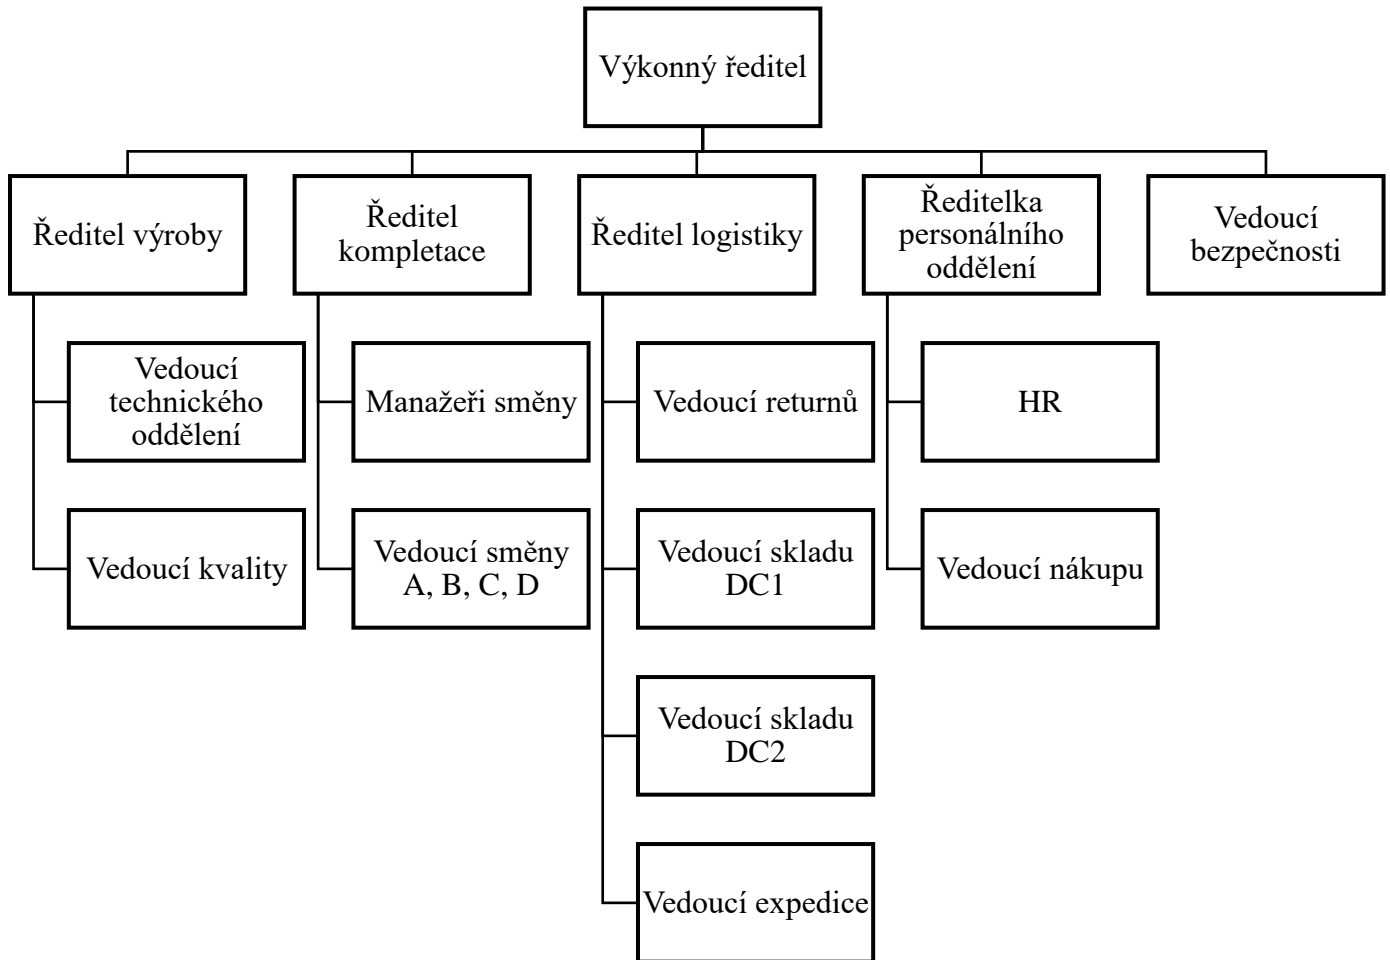 Výkonný ředitel
Ředitel výroby
Ředitel
kompletace
Ředitel logistiky
Ředitelka
personálního
oddělení
Vedoucí
bezpečnosti
Vedoucí
technického
oddělení
Manažeři směny
Vedoucí returnů
HR
Vedoucí kvality
Vedoucí směny
A, B, C, D
Vedoucí skladu
DC1
Vedoucí nákupu
Vedoucí skladu
DC2
Vedoucí expedice